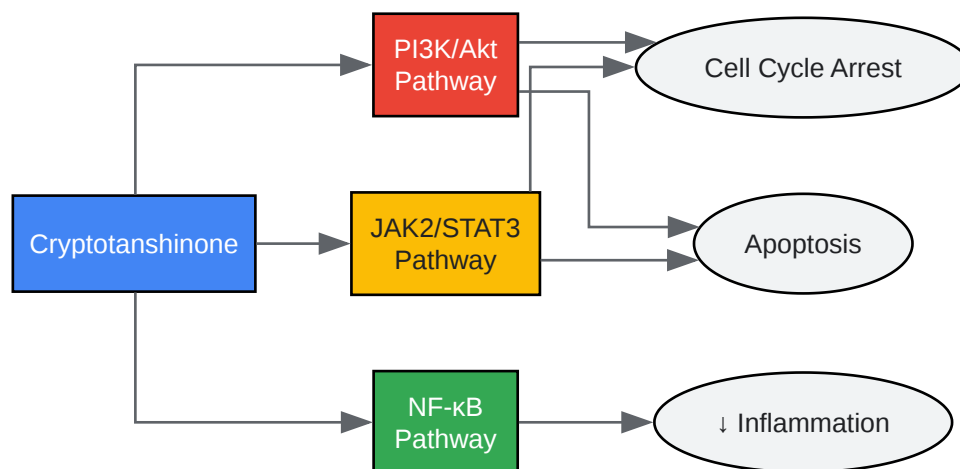 PI3K/Akt
Pathway
Cell Cycle Arrest
Cryptotanshinone
JAK2/STAT3
Pathway
Apoptosis
NF-κB
Pathway
↓ Inflammation